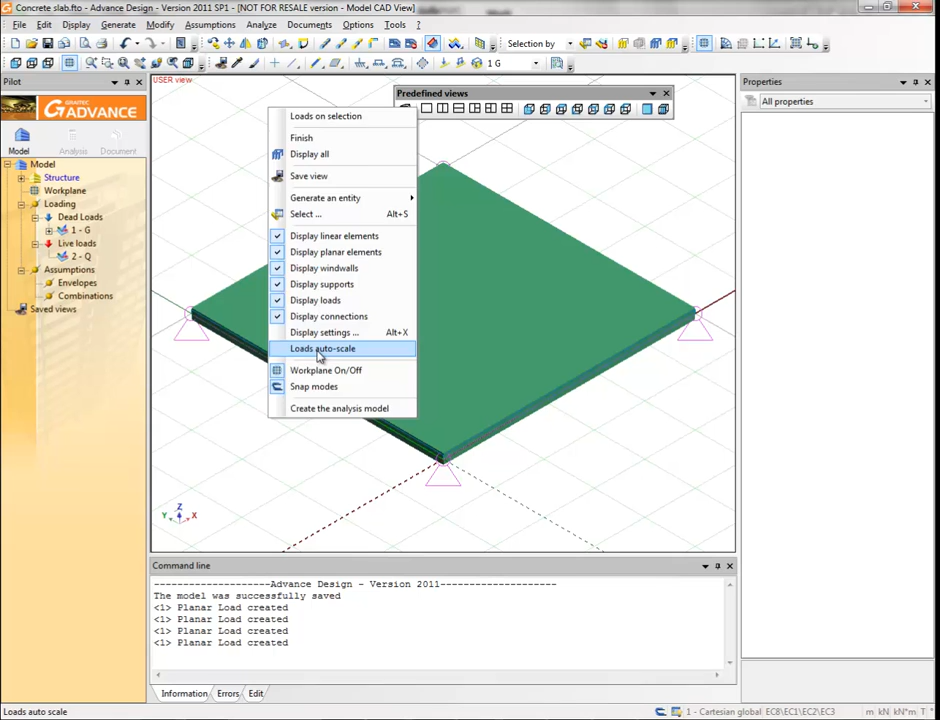 Concrete slab.fto - Advance Design - Version 2011 SP1 - [NOT FOR RESALE version - Model CAD View]
File Edit Display Generate Modify Assumptions Analyze Documents Options Tools ?
Selection by
1 G
Pilot
GRAITEC
ADVANCE
Model Analysis Document
Model
Structure
Workplane
Loading
Dead Loads
1 - G
Live loads
2 - Q
Assumptions
Envelopes
Combinations
Saved views
USER view
Predefined views
Loads on selection
Finish
Display all
Save view
Generate an entity
Select ... Alt+S
Display linear elements
Display planar elements
Display windwalls
Display supports
Display loads
Display connections
Display settings ... Alt+X
Loads auto-scale
Workplane On/Off
Snap modes
Create the analysis model
Z
Y X
Properties
All properties
Command line
----------------------Advance Design - Version 2011--------------------
The model was successfully saved
<1> Planar Load created
<1> Planar Load created
<1> Planar Load created
<1> Planar Load created
Information Errors Edit
Loads auto scale
1 - Cartesian global EC8/EC1/EC2/EC3 m kN kN*m T °